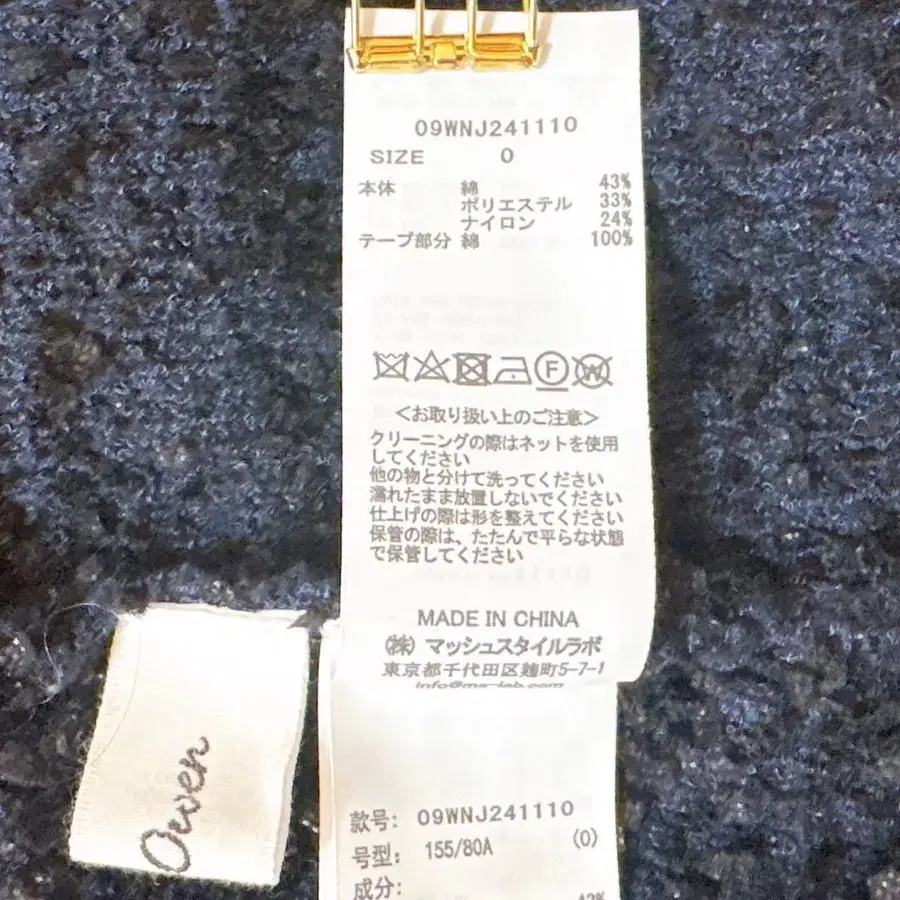 09WNJ241110
SIZE 0
本体 綿 43%
ポリエステル 33%
ナイロン 24%
テープ部分 綿 100%
F W
<お取り扱い上のご注意>
クリーニングの際はネットを使用
してください
他の物と分けて洗ってください
濡れたまま放置しないでください
仕上げの際は形を整えてください
保管の際は、たたんで平らな状態
で保管してください
MADE IN CHINA
(株) マッシュスタイルラボ
東京都千代田区麹町5-7-1
Owen
款号: 09WNJ241110
号型: 155/80A (0)
成分: